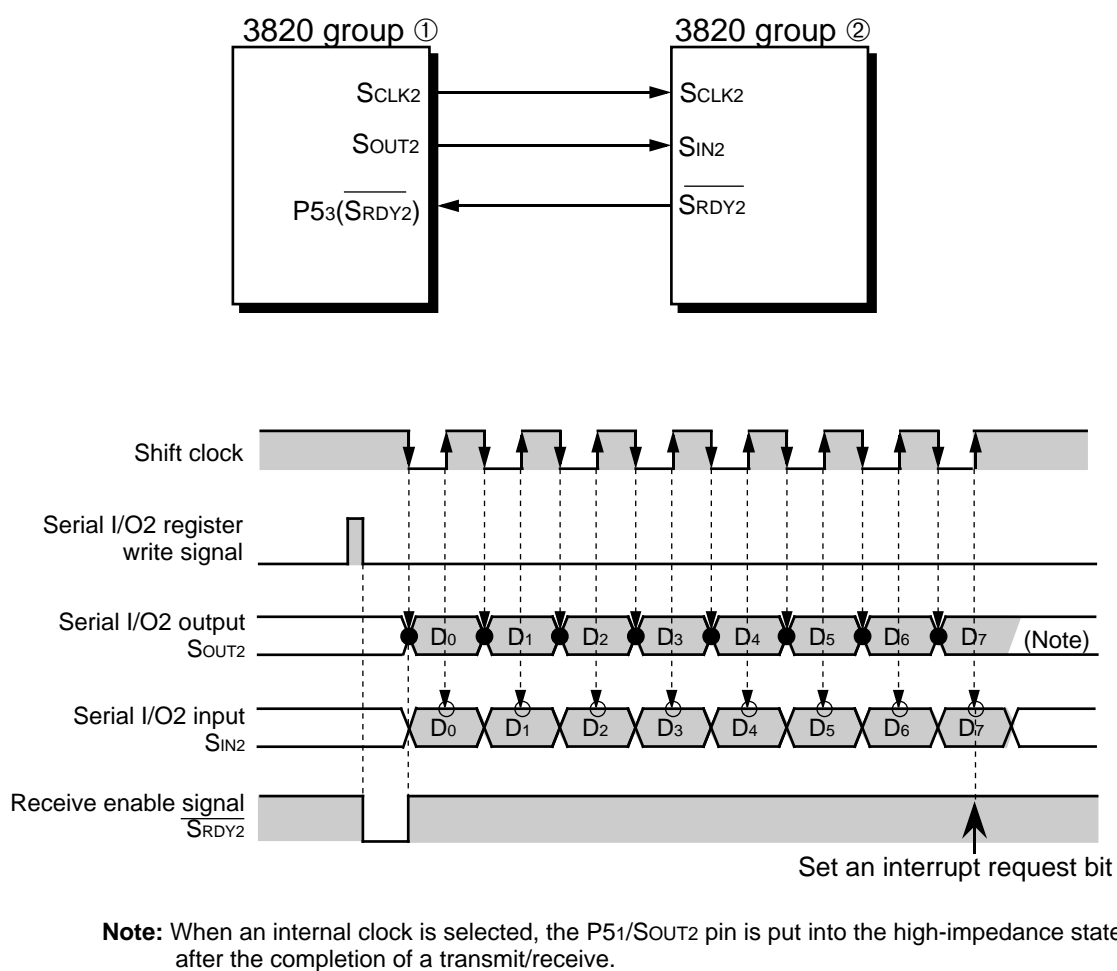 3820 group ①
3820 group ②
SCLK2
SCLK2
SOUT2
SIN2
P53(SRDY2)
SRDY2
Shift clock
Serial I/O2 register
write signal
Serial I/O2 output
SOUT2
D0 D1 D2 D3 D4 D5 D6 D7 (Note)
Serial I/O2 input
SIN2
D0 D1 D2 D3 D4 D5 D6 D7
Receive enable signal
SRDY2
Set an interrupt request bit
Note: When an internal clock is selected, the P51/SOUT2 pin is put into the high-impedance state
after the completion of a transmit/receive.